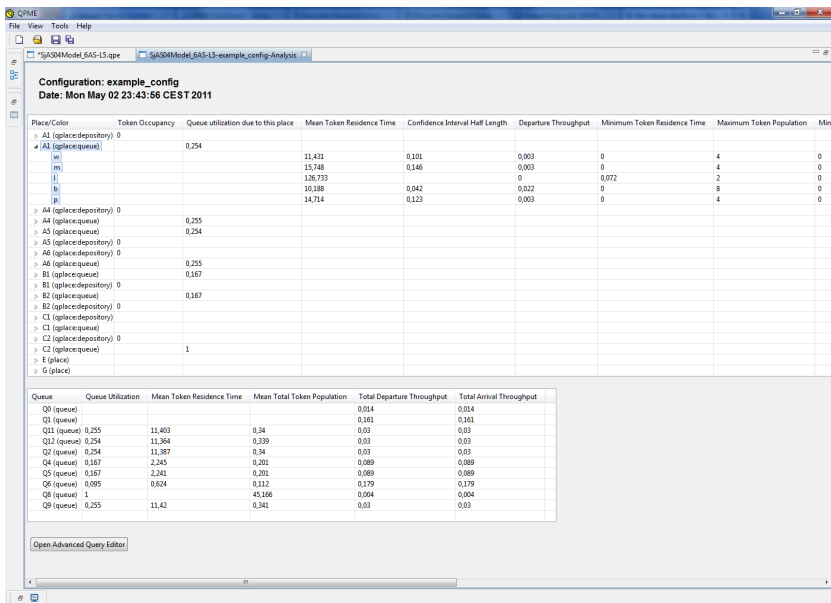 QPME
File View Tools Help
*SjAS04Model_6AS-L5.qpe SjAS04Model_6AS-L5-example_config-Analysis
Configuration: example_config
Date: Mon May 02 23:43:56 CEST 2011
Place/Color Token Occupancy Queue utilization due to this place Mean Token Residence Time Confidence Interval Half Length Departure Throughput Minimum Token Residence Time Maximum Token Population Min
A1 (qplace:depository) 0
A1 (qplace:queue) 0,254
w 11,431 0,101 0,003 0 4 0
m 15,748 0,146 0,003 0 4 0
l 126,733 0 0,072 2 0
b 10,188 0,042 0,022 0 8 0
p 14,714 0,123 0,003 0 4 0
A4 (qplace:depository) 0
A4 (qplace:queue) 0,255
A5 (qplace:queue) 0,254
A5 (qplace:depository) 0
A6 (qplace:depository) 0
A6 (qplace:queue) 0,255
B1 (qplace:queue) 0,167
B1 (qplace:depository) 0
B2 (qplace:queue) 0,167
B2 (qplace:depository) 0
C1 (qplace:depository)
C1 (qplace:queue)
C2 (qplace:depository) 0
C2 (qplace:queue) 1
E (place)
G (place)
Queue Queue Utilization Mean Token Residence Time Mean Total Token Population Total Departure Throughput Total Arrival Throughput
Q0 (queue) 0,014 0,014
Q1 (queue) 0,161 0,161
Q11 (queue) 0,255 11,403 0,34 0,03 0,03
Q12 (queue) 0,254 11,364 0,339 0,03 0,03
Q2 (queue) 0,254 11,387 0,34 0,03 0,03
Q4 (queue) 0,167 2,245 0,201 0,089 0,089
Q5 (queue) 0,167 2,241 0,201 0,089 0,089
Q6 (queue) 0,095 0,624 0,112 0,179 0,179
Q8 (queue) 1 45,166 0,004 0,004
Q9 (queue) 0,255 11,42 0,341 0,03 0,03
Open Advanced Query Editor